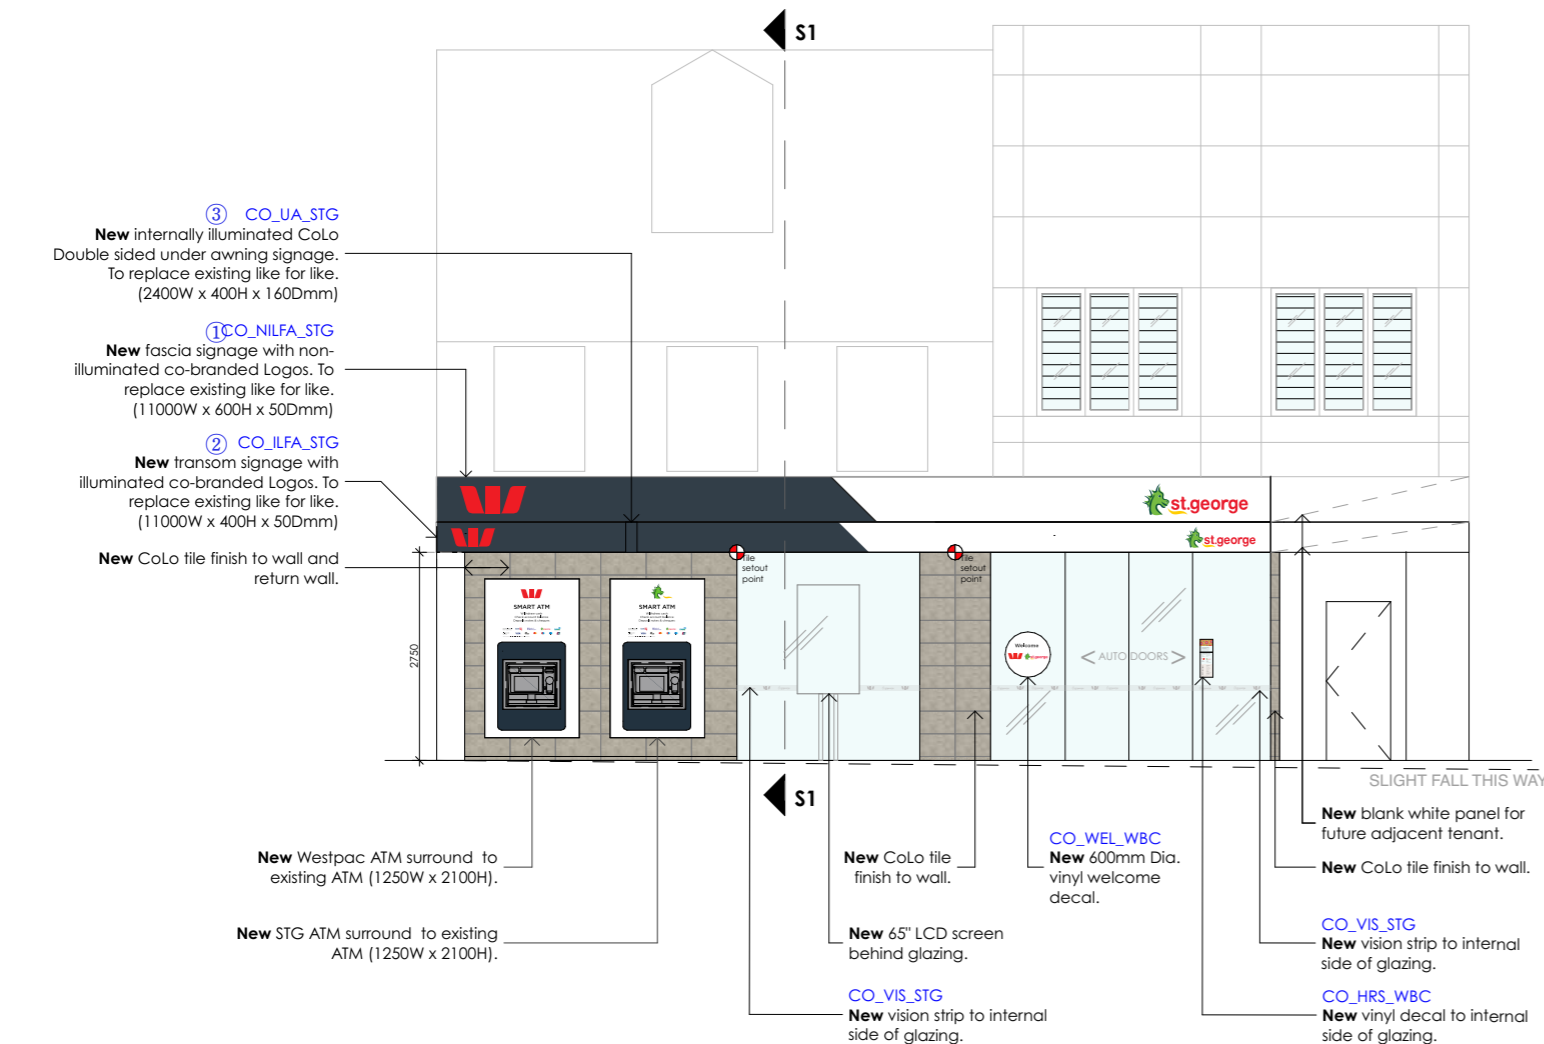 S1
③ CO_UA_STG
New internally illuminated CoLo
Double sided under awning signage.
To replace existing like for like.
(2400W x 400H x 160Dmm)
①CO_NILFA_STG
New fascia signage with non-
illuminated co-branded Logos. To
replace existing like for like.
(11000W x 600H x 50Dmm)
② CO_ILFA_STG
New transom signage with
illuminated co-branded Logos. To
replace existing like for like.
(11000W x 400H x 50Dmm)
New CoLo tile finish to wall and
return wall.
st.george
st.george
tile
setout
point
tile
setout
point
SMART ATM
SMART ATM
2750
Welcome
< AUTO DOORS >
SLIGHT FALL THIS WAY
S1
New Westpac ATM surround to
existing ATM (1250W x 2100H).
New STG ATM surround to existing
ATM (1250W x 2100H).
New CoLo tile
finish to wall.
New 65" LCD screen
behind glazing.
CO_VIS_STG
New vision strip to internal
side of glazing.
CO_WEL_WBC
New 600mm Dia.
vinyl welcome
decal.
New blank white panel for
future adjacent tenant.
New CoLo tile finish to wall.
CO_VIS_STG
New vision strip to internal
side of glazing.
CO_HRS_WBC
New vinyl decal to internal
side of glazing.